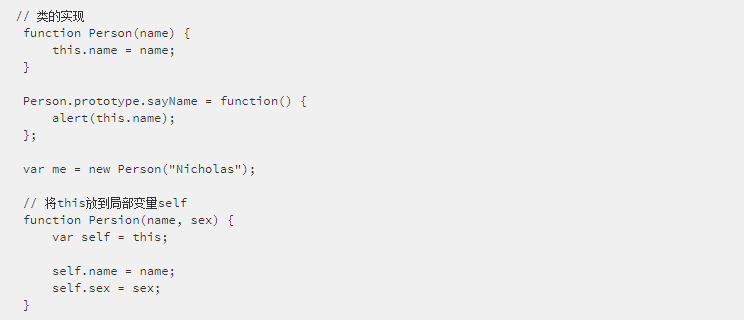 // 类的实现
function Person(name) {
    this.name = name;
}
Person.prototype.sayName = function() {
    alert(this.name);
};
var me = new Person("Nicholas");
// 将this放到局部变量self
function Persion(name, sex) {
    var self = this;
    self.name = name;
    self.sex = sex;
}